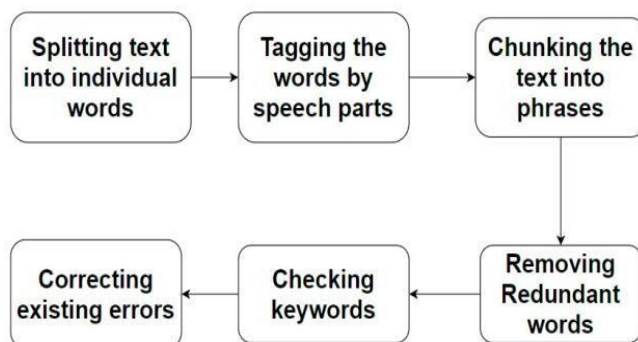 Splitting text
into individual
words
Tagging the
words by
speech parts
Chunking the
text into
phrases
Removing
Redundant
words
Checking
keywords
Correcting
existing errors